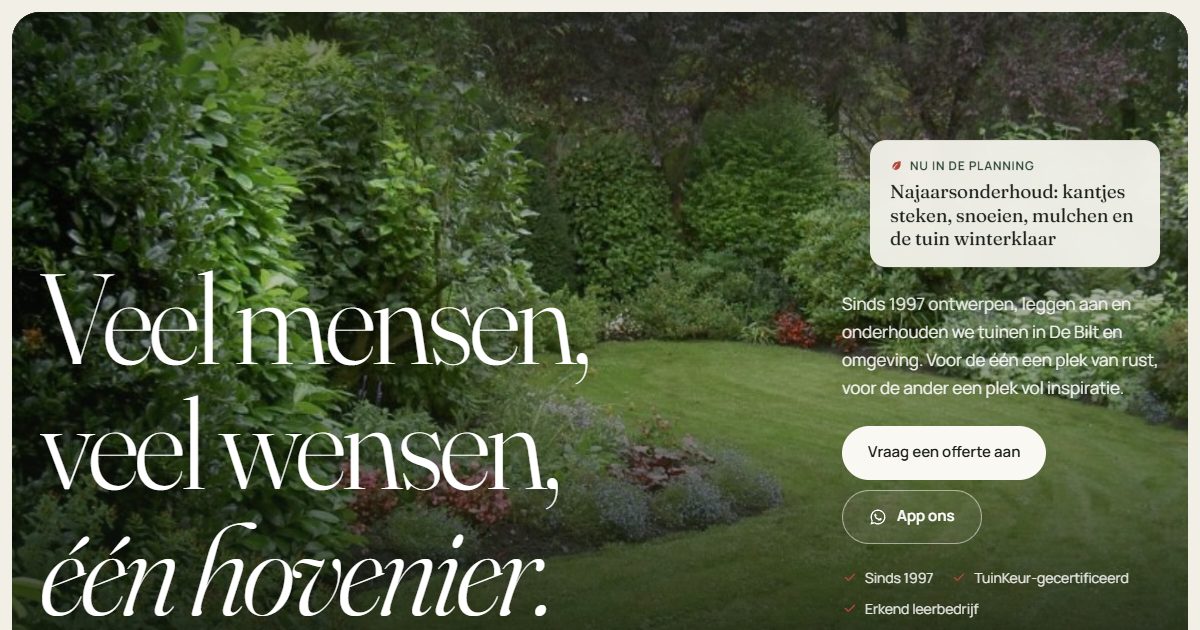 Veel mensen,
veel wensen,
één hovenier.
NU IN DE PLANNING
Najaarsonderhoud: kantjes
steken, snoeien, mulchen en
de tuin winterklaar
Sinds 1997 ontwerpen, leggen aan en
onderhouden we tuinen in De Bilt en
omgeving. Voor de één een plek van rust,
voor de ander een plek vol inspiratie.
Vraag een offerte aan
App ons
Sinds 1997
TuinKeur-gecertificeerd
Erkend leerbedrijf